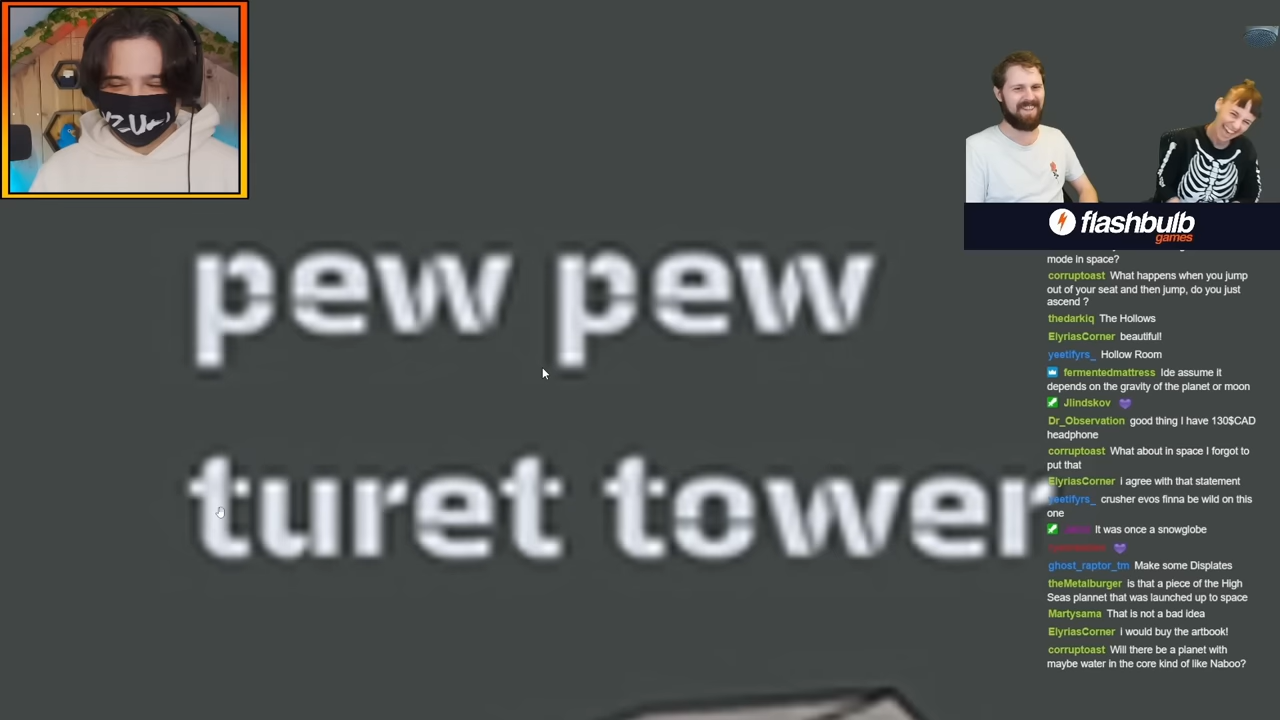 pew pew
turet tower
flashbulb
games
mode in space?
corruptoast What happens when you jump
out of your seat and then jump, do you just
ascend ?
thedarkiq The Hollows
ElyriasCorner beautiful!
yeetifyrs_ Hollow Room
fermentedmattress Ide assume it
depends on the gravity of the planet or moon
Jlindskov
Dr_Observation good thing I have 130$CAD
headphone
corruptoast What about in space I forgot to
put that
ElyriasCorner i agree with that statement
yeetifyrs_ crusher evos finna be wild on this
one
It was once a snowglobe
ghost_raptor_tm Make some Displates
theMetalburger is that a piece of the High
Seas plannet that was launched up to space
Martysama That is not a bad idea
ElyriasCorner i would buy the artbook!
corruptoast Will there be a planet with
maybe water in the core kind of like Naboo?